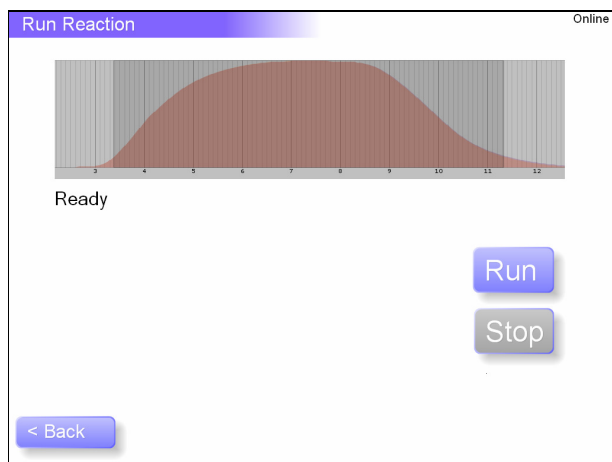 Run Reaction
Online
3 4 5 6 7 8 9 10 11 12
Ready
Run
Stop
< Back